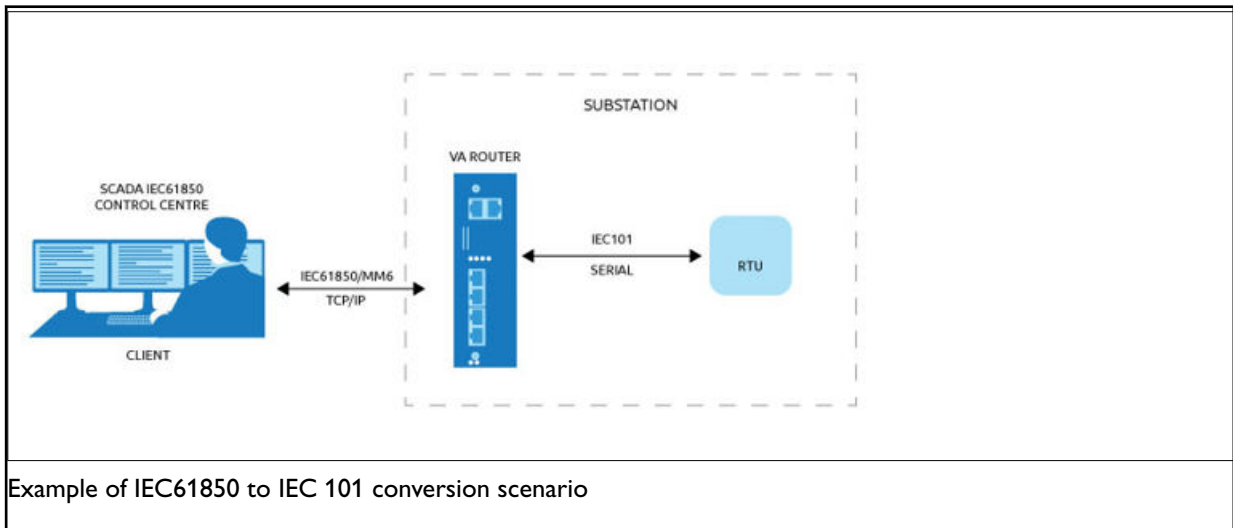 SUBSTATION
VA ROUTER
SCADA IEC61850
CONTROL CENTRE
IEC61850/MM6
TCP/IP
IEC101
SERIAL
RTU
CLIENT
Example of IEC61850 to IEC 101 conversion scenario